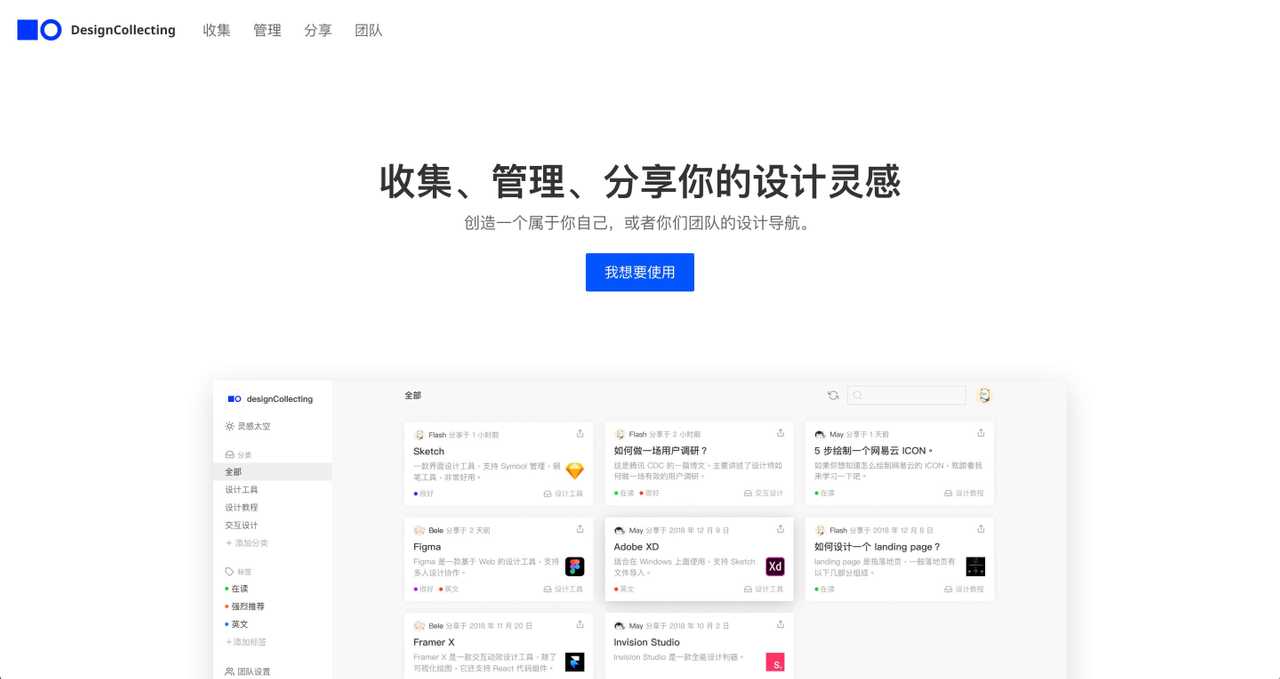 DesignCollecting
收集 管理 分享 团队
收集、管理、分享你的设计灵感
创造一个属于你自己，或者你们团队的设计导航。
我想要使用
designCollecting
灵感太空
分类
全部
设计工具
设计教程
交互设计
+ 添加分类
标签
在读
强烈推荐
英文
+添加标签
团队设置
全部
Flash 分享于 1 小时前
Sketch
一款界面设计工具，支持 Symbol 管理，钢
笔工具，非常好用。
很好 设计工具
Flash 分享于 2 小时前
如何做一场用户调研？
这是腾讯 CDC 的一篇博文，主要讲述了设计师如
何做一场有效的用户调研。
在读 很好 交互设计
May 分享于 1 天前
5 步绘制一个网易云 ICON。
如果你想知道怎么绘制网易云的 ICON，就跟着我
来学习一下吧。
在读 设计教程
Bele 分享于 2 天前
Figma
Figma 是一款基于 Web 的设计工具，支持
多人设计协作。
很好 英文 设计工具
May 分享于 2018 年 12 月 9 日
Adobe XD
适合在 Windows 上面使用，支持 Sketch
文件导入。
英文 设计工具
Flash 分享于 2018 年 12 月 8 日
如何设计一个 landing page？
landing page 是指落地页，一般落地页有
以下几部分组成。
在读 设计教程
Bele 分享于 2018 年 11 月 20 日
Framer X
Framer X 是一款交互动效设计工具，除了
可视化绘图，它还支持 React 代码组件。
May 分享于 2018 年 10 月 2 日
Invision Studio
Invision Studio 是一款全能设计利器。